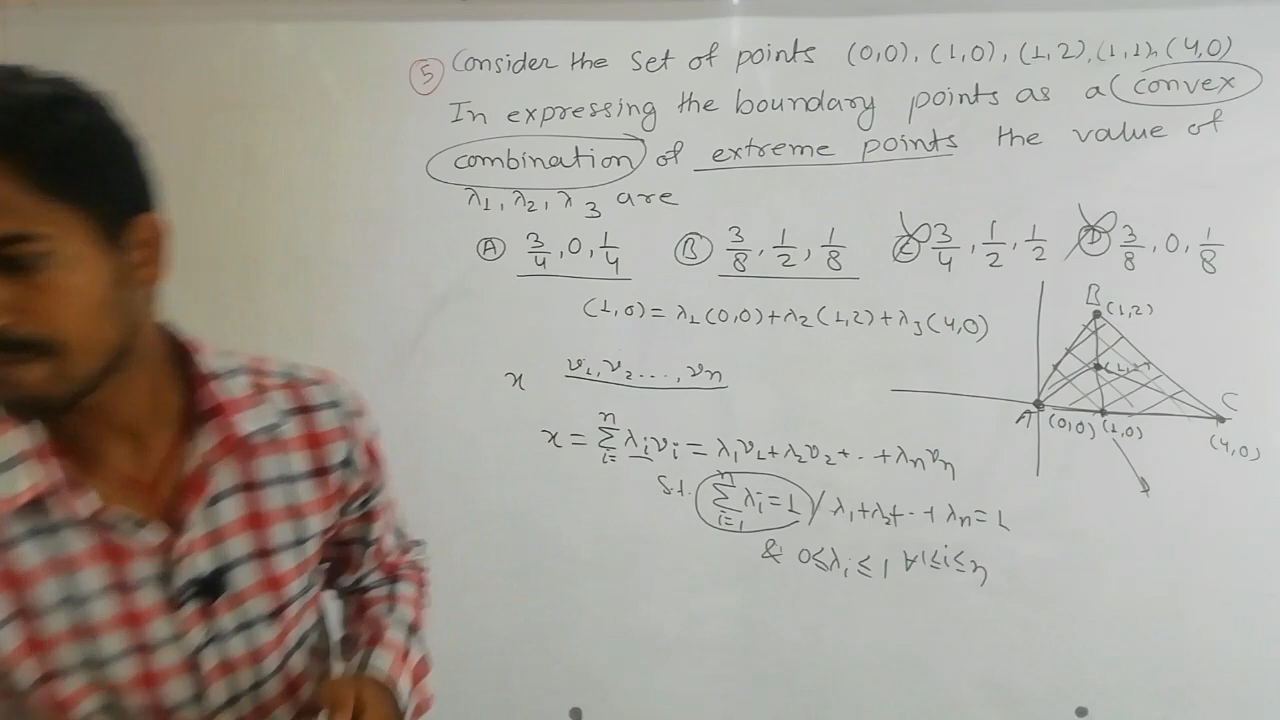 5 Consider the set of points (0,0), (1,0), (1,2), (1,1), (4,0)
In expressing the boundary points as a convex
combination of extreme points the value of
λ1, λ2, λ3 are
A 3/4, 0, 1/4 B 3/8, 1/2, 1/8 C 3/4, 1/2, 1/2 D 3/8, 0, 1/8
(1,0) = λ1(0,0) + λ2(1,2) + λ3(4,0)
B (1,2)
x v1, v2 ..., vn
A (0,0) (1,0) C (4,0)
x = Σ λi vi = λ1v1 + λ2v2 + .. + λnvn
s.t. Σ λi = 1 / λ1 + λ2 + .. + λn = 1
& 0 ≤ λi ≤ 1 ∀ 1 ≤ i ≤ n